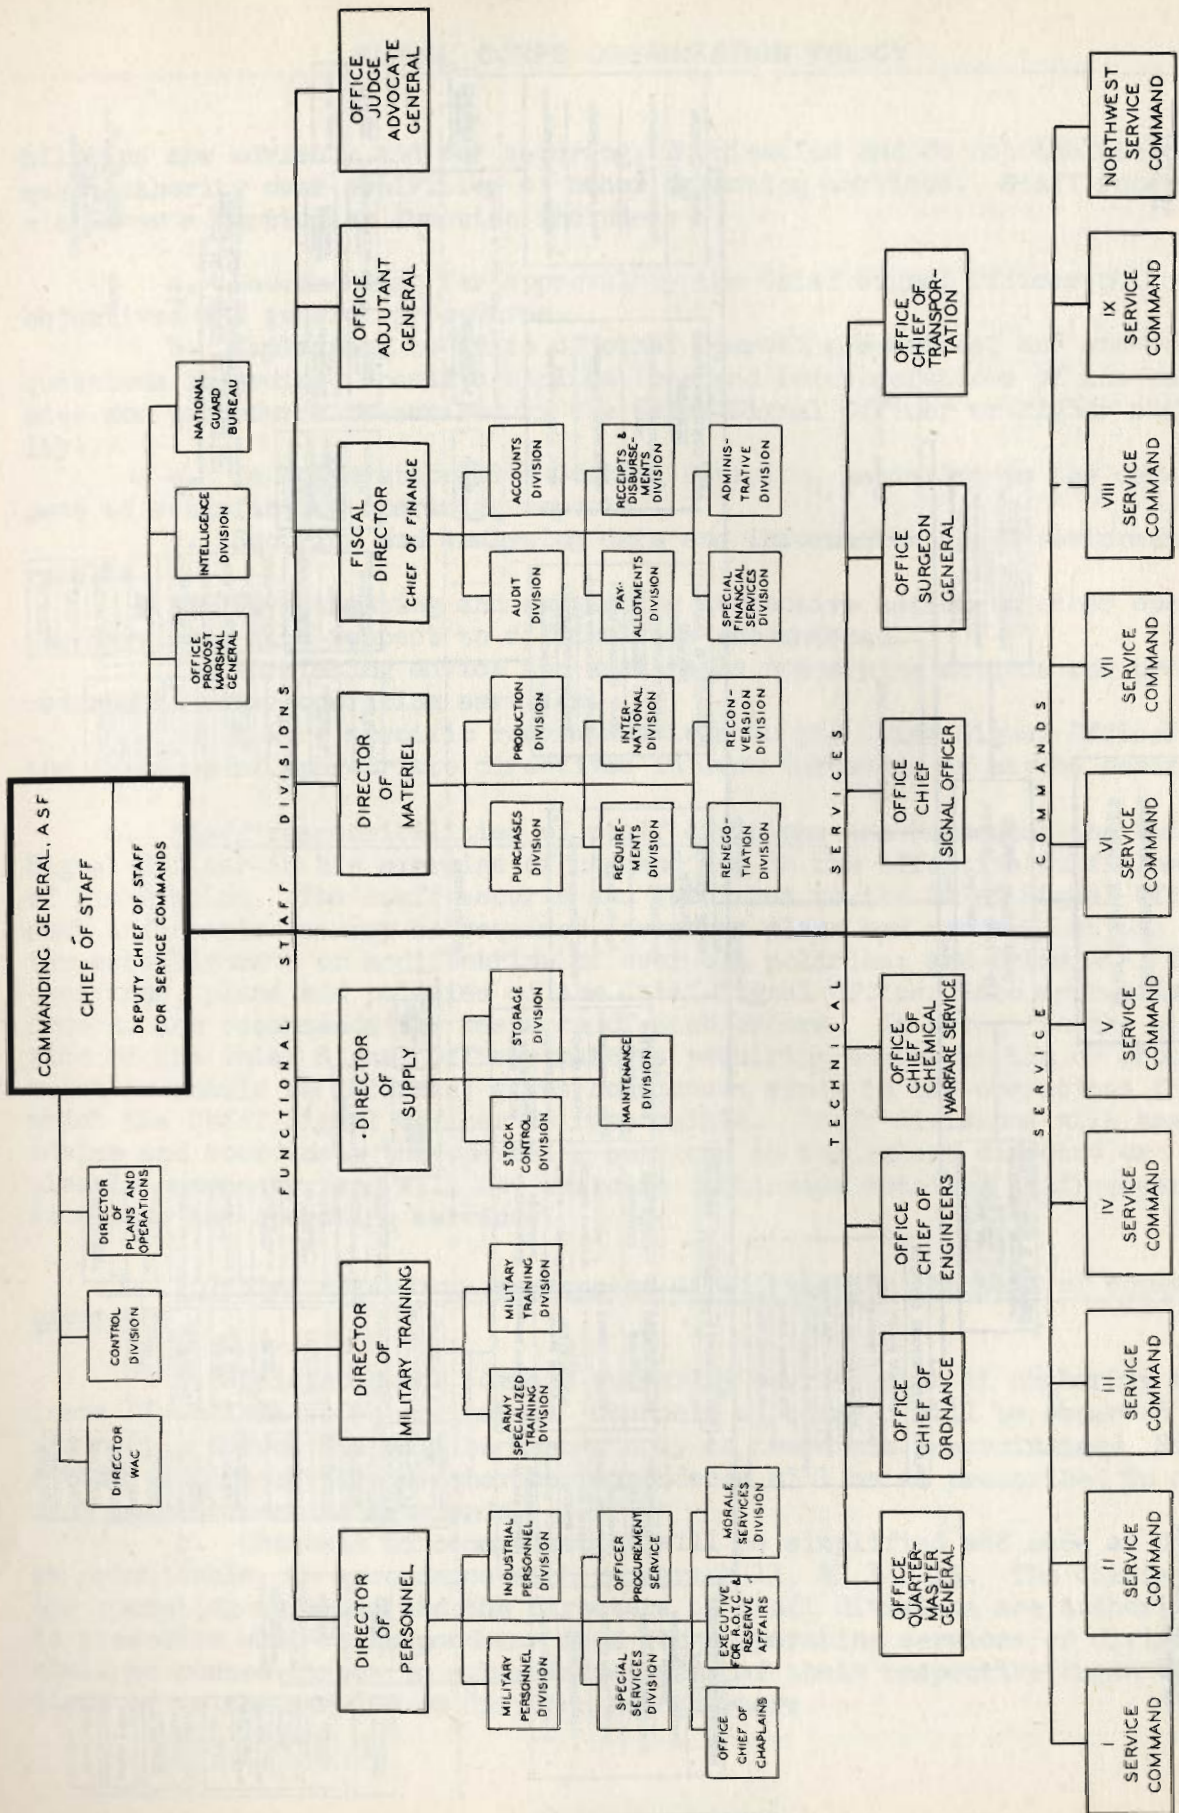 COMMANDING GENERAL, ASF
CHIEF OF STAFF
DEPUTY CHIEF OF STAFF
FOR SERVICE COMMANDS
DIRECTOR
WAC
CONTROL
DIVISION
DIRECTOR
OF
PLANS AND
OPERATIONS
OFFICE
PROVOST
MARSHAL
GENERAL
INTELLIGENCE
DIVISION
NATIONAL
GUARD
BUREAU
FUNCTIONAL STAFF DIVISIONS
DIRECTOR
OF
PERSONNEL
DIRECTOR
OF
MILITARY TRAINING
DIRECTOR
OF
SUPPLY
DIRECTOR
OF
MATERIEL
FISCAL
DIRECTOR
CHIEF OF FINANCE
OFFICE
ADJUTANT
GENERAL
OFFICE
JUDGE
ADVOCATE
GENERAL
MILITARY
PERSONNEL
DIVISION
INDUSTRIAL
PERSONNEL
DIVISION
SPECIAL
SERVICES
DIVISION
OFFICER
PROCUREMENT
SERVICE
OFFICE
CHIEF OF
CHAPLAINS
EXECUTIVE
FOR R.O.T.C. &
RESERVE
AFFAIRS
MORALE
SERVICES
DIVISION
ARMY
SPECIALIZED
TRAINING
DIVISION
MILITARY
TRAINING
DIVISION
STOCK
CONTROL
DIVISION
STORAGE
DIVISION
MAINTENANCE
DIVISION
PURCHASES
DIVISION
PRODUCTION
DIVISION
REQUIRE-
MENTS
DIVISION
INTER-
NATIONAL
DIVISION
RENEGO-
TIATION
DIVISION
RECON-
VERSION
DIVISION
AUDIT
DIVISION
ACCOUNTS
DIVISION
PAY-
ALLOTMENTS
DIVISION
RECEIPTS &
DISBURSE-
MENTS
DIVISION
SPECIAL
FINANCIAL
SERVICES
DIVISION
ADMINIS-
TRATIVE
DIVISION
TECHNICAL SERVICES
OFFICE
QUARTER-
MASTER
GENERAL
OFFICE
CHIEF OF
ORDNANCE
OFFICE
CHIEF OF
ENGINEERS
OFFICE
CHIEF OF
CHEMICAL
WARFARE SERVICE
OFFICE
CHIEF
SIGNAL OFFICER
OFFICE
SURGEON
GENERAL
OFFICE
CHIEF OF
TRANSPOR-
TATION
SERVICE COMMANDS
I
SERVICE
COMMAND
II
SERVICE
COMMAND
III
SERVICE
COMMAND
IV
SERVICE
COMMAND
V
SERVICE
COMMAND
VI
SERVICE
COMMAND
VII
SERVICE
COMMAND
VIII
SERVICE
COMMAND
IX
SERVICE
COMMAND
NORTHWEST
SERVICE
COMMAND